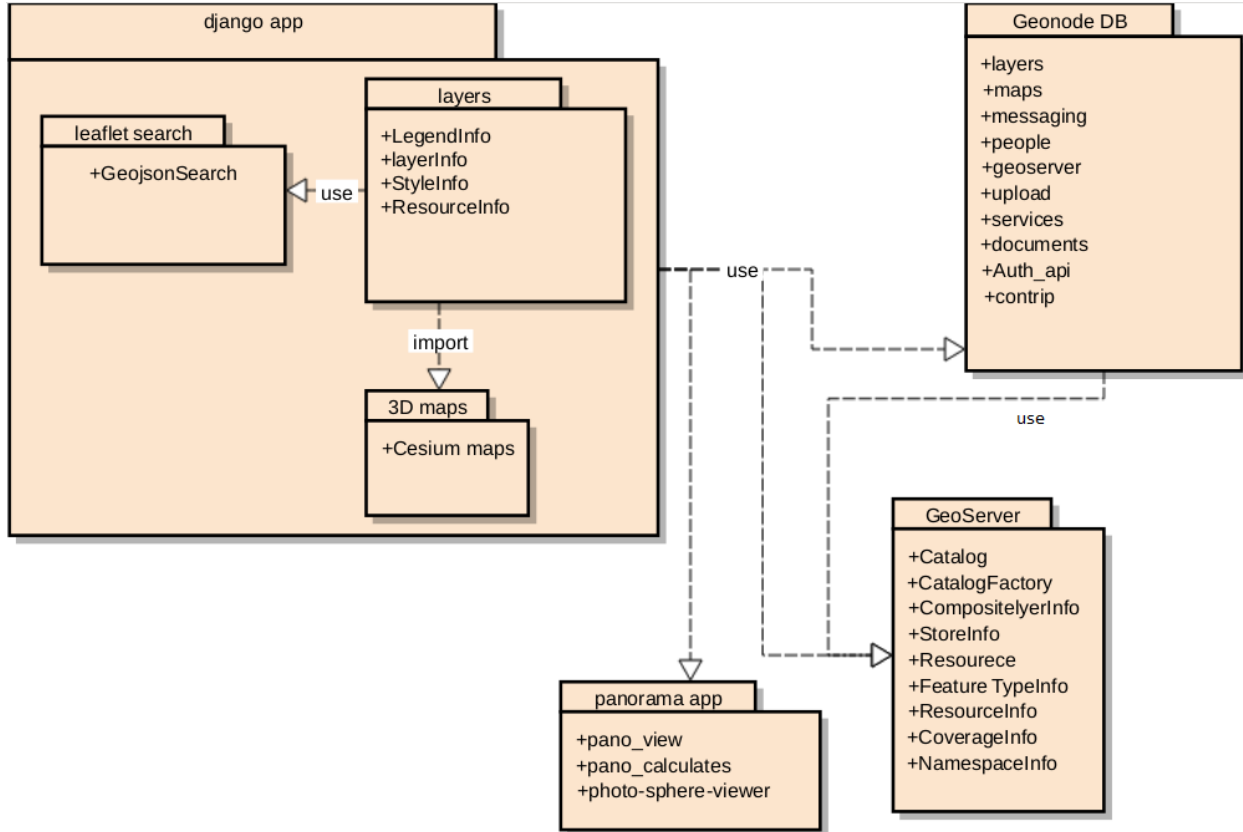 django app
layers
+LegendInfo
+layerInfo
+StyleInfo
+ResourceInfo
leaflet search
+GeojsonSearch
use
import
3D maps
+Cesium maps
use
Geonode DB
+layers
+maps
+messaging
+people
+geoserver
+upload
+services
+documents
+Auth_api
+contrip
use
GeoServer
+Catalog
+CatalogFactory
+CompositelyerInfo
+StoreInfo
+Resourece
+Feature TypeInfo
+ResourceInfo
+CoverageInfo
+NamespaceInfo
panorama app
+pano_view
+pano_calculates
+photo-sphere-viewer